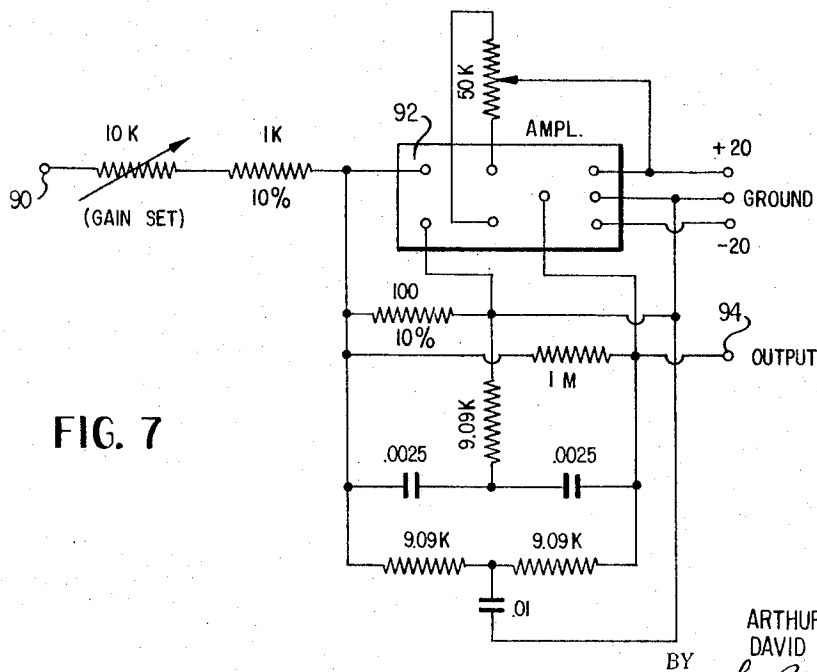 50 K
92
AMPL.
10 K
1K
+20
90
10%
GROUND
(GAIN SET)
-20
100
94
10%
OUTPUT
1 M
9.09K
FIG. 7
.0025
.0025
9.09K
9.09K
.01
ARTHUR
DAVID
BY